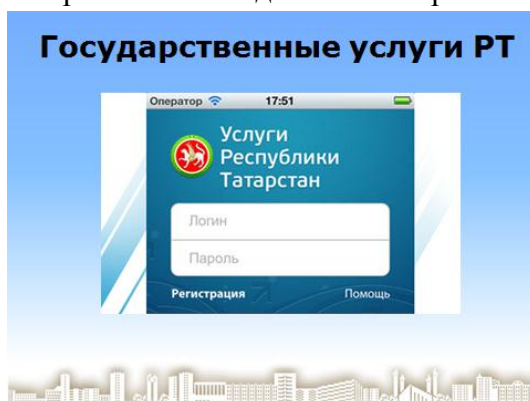 Государственные услуги РТ
Оператор 17:51
Услуги
Республики
Татарстан
Логин
Пароль
Регистрация Помощь